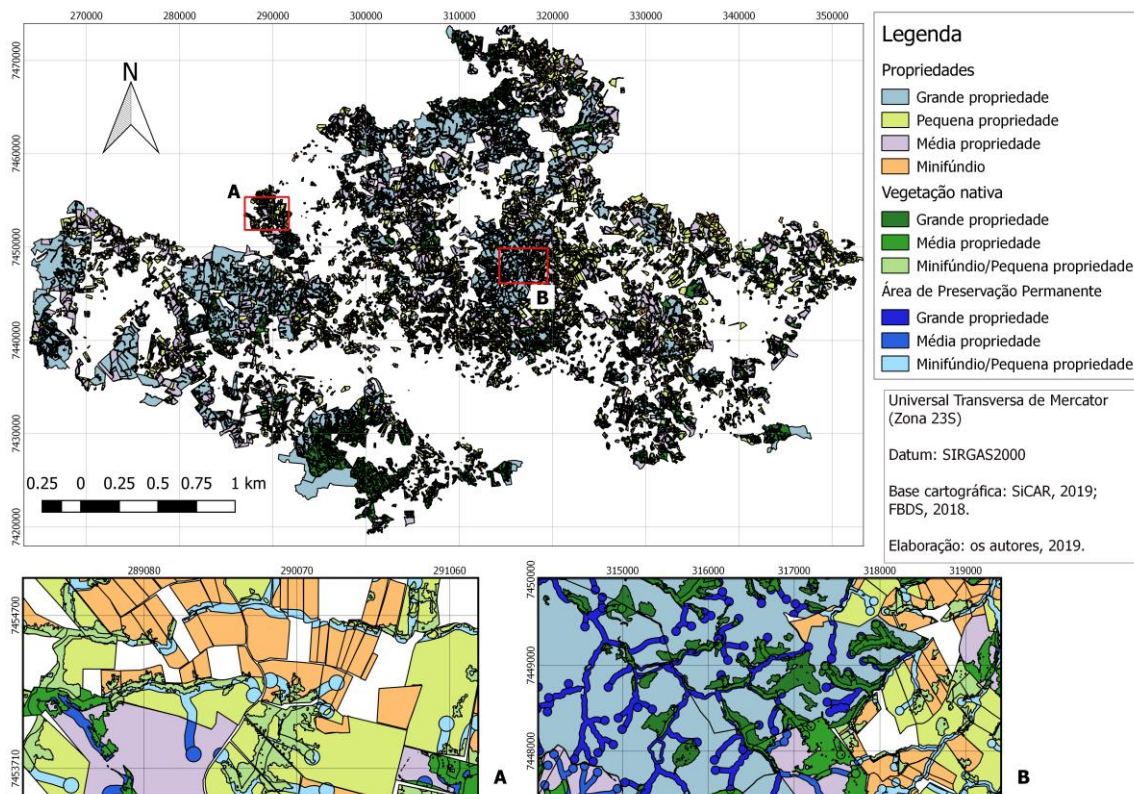 270000 280000 290000 300000 310000 320000 330000 340000 350000
7470000
7460000
7450000
7440000
7430000
7420000
N
A
B
0.25 0 0.25 0.5 0.75 1 km
Legenda
Propriedades
Grande propriedade
Pequena propriedade
Média propriedade
Minifúndio
Vegetação nativa
Grande propriedade
Média propriedade
Minifúndio/Pequena propriedade
Área de Preservação Permanente
Grande propriedade
Média propriedade
Minifúndio/Pequena propriedade
Universal Transversa de Mercator
(Zona 23S)
Datum: SIRGAS2000
Base cartográfica: SiCAR, 2019;
FBDS, 2018.
Elaboração: os autores, 2019.
289080 290070 291060
7454700
7453710
A
315000 316000 317000 318000 319000
7450000
7449000
7448000
B